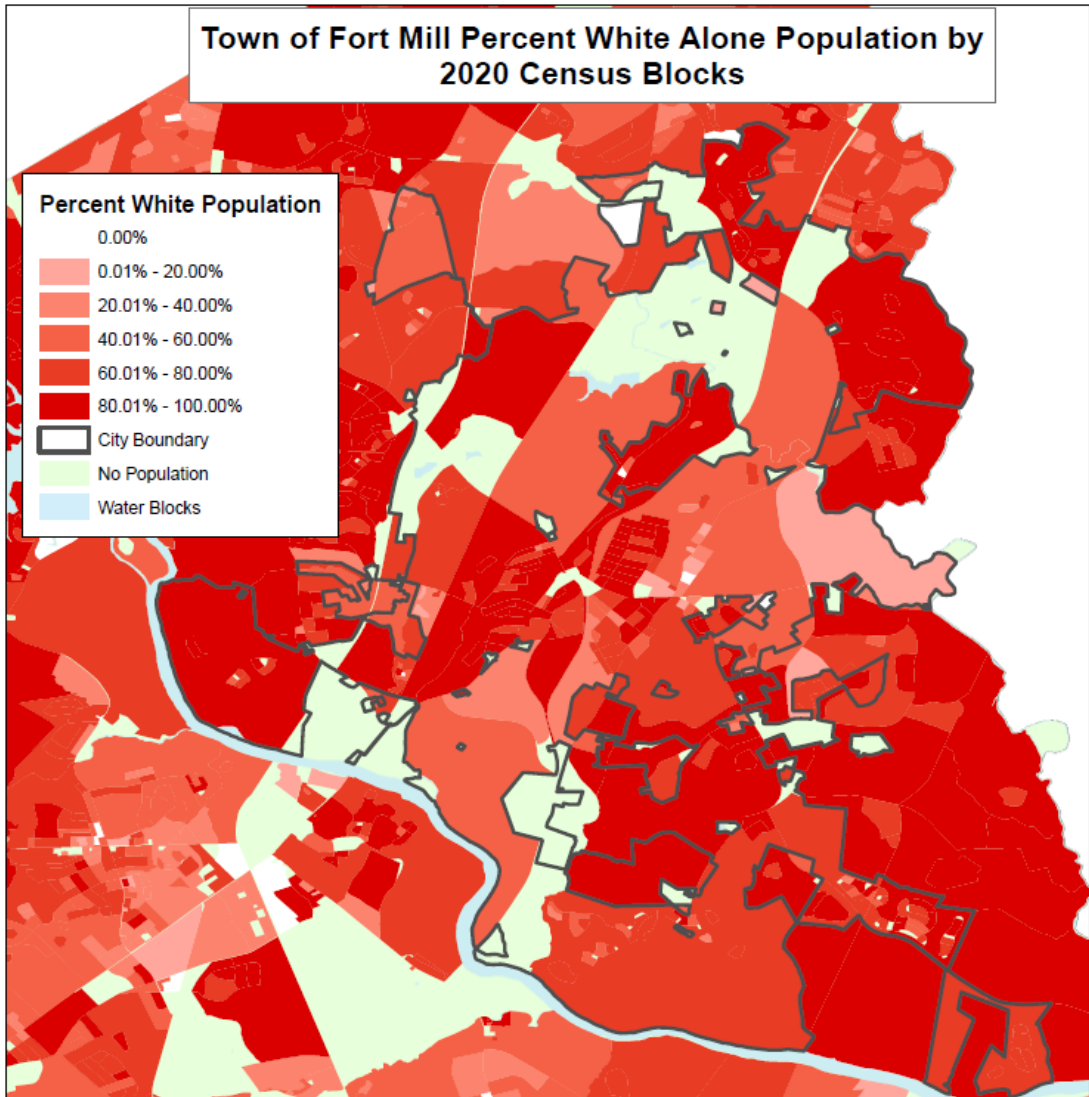 Town of Fort Mill Percent White Alone Population by
2020 Census Blocks
Percent White Population
0.00%
0.01% - 20.00%
20.01% - 40.00%
40.01% - 60.00%
60.01% - 80.00%
80.01% - 100.00%
City Boundary
No Population
Water Blocks